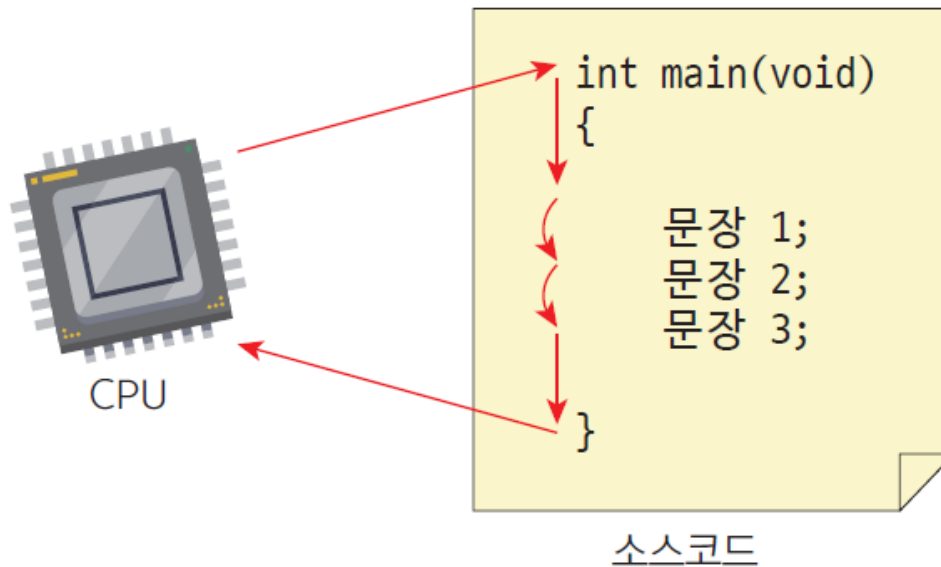 int main(void)
{
문장 1;
문장 2;
문장 3;
}
CPU
소스코드